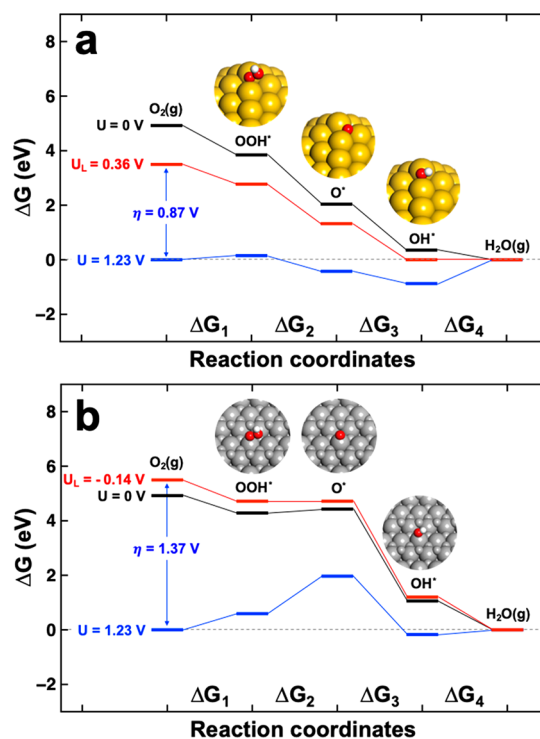 a
8
6
4
2
0
−2
ΔG (eV)
O₂(g)
U = 0 V
U_L = 0.36 V
η = 0.87 V
U = 1.23 V
OOH*
O*
OH*
H₂O(g)
ΔG₁ ΔG₂ ΔG₃ ΔG₄
Reaction coordinates
b
8
6
4
2
0
−2
ΔG (eV)
O₂(g)
U_L = - 0.14 V
U = 0 V
η = 1.37 V
U = 1.23 V
OOH*
O*
OH*
H₂O(g)
ΔG₁ ΔG₂ ΔG₃ ΔG₄
Reaction coordinates